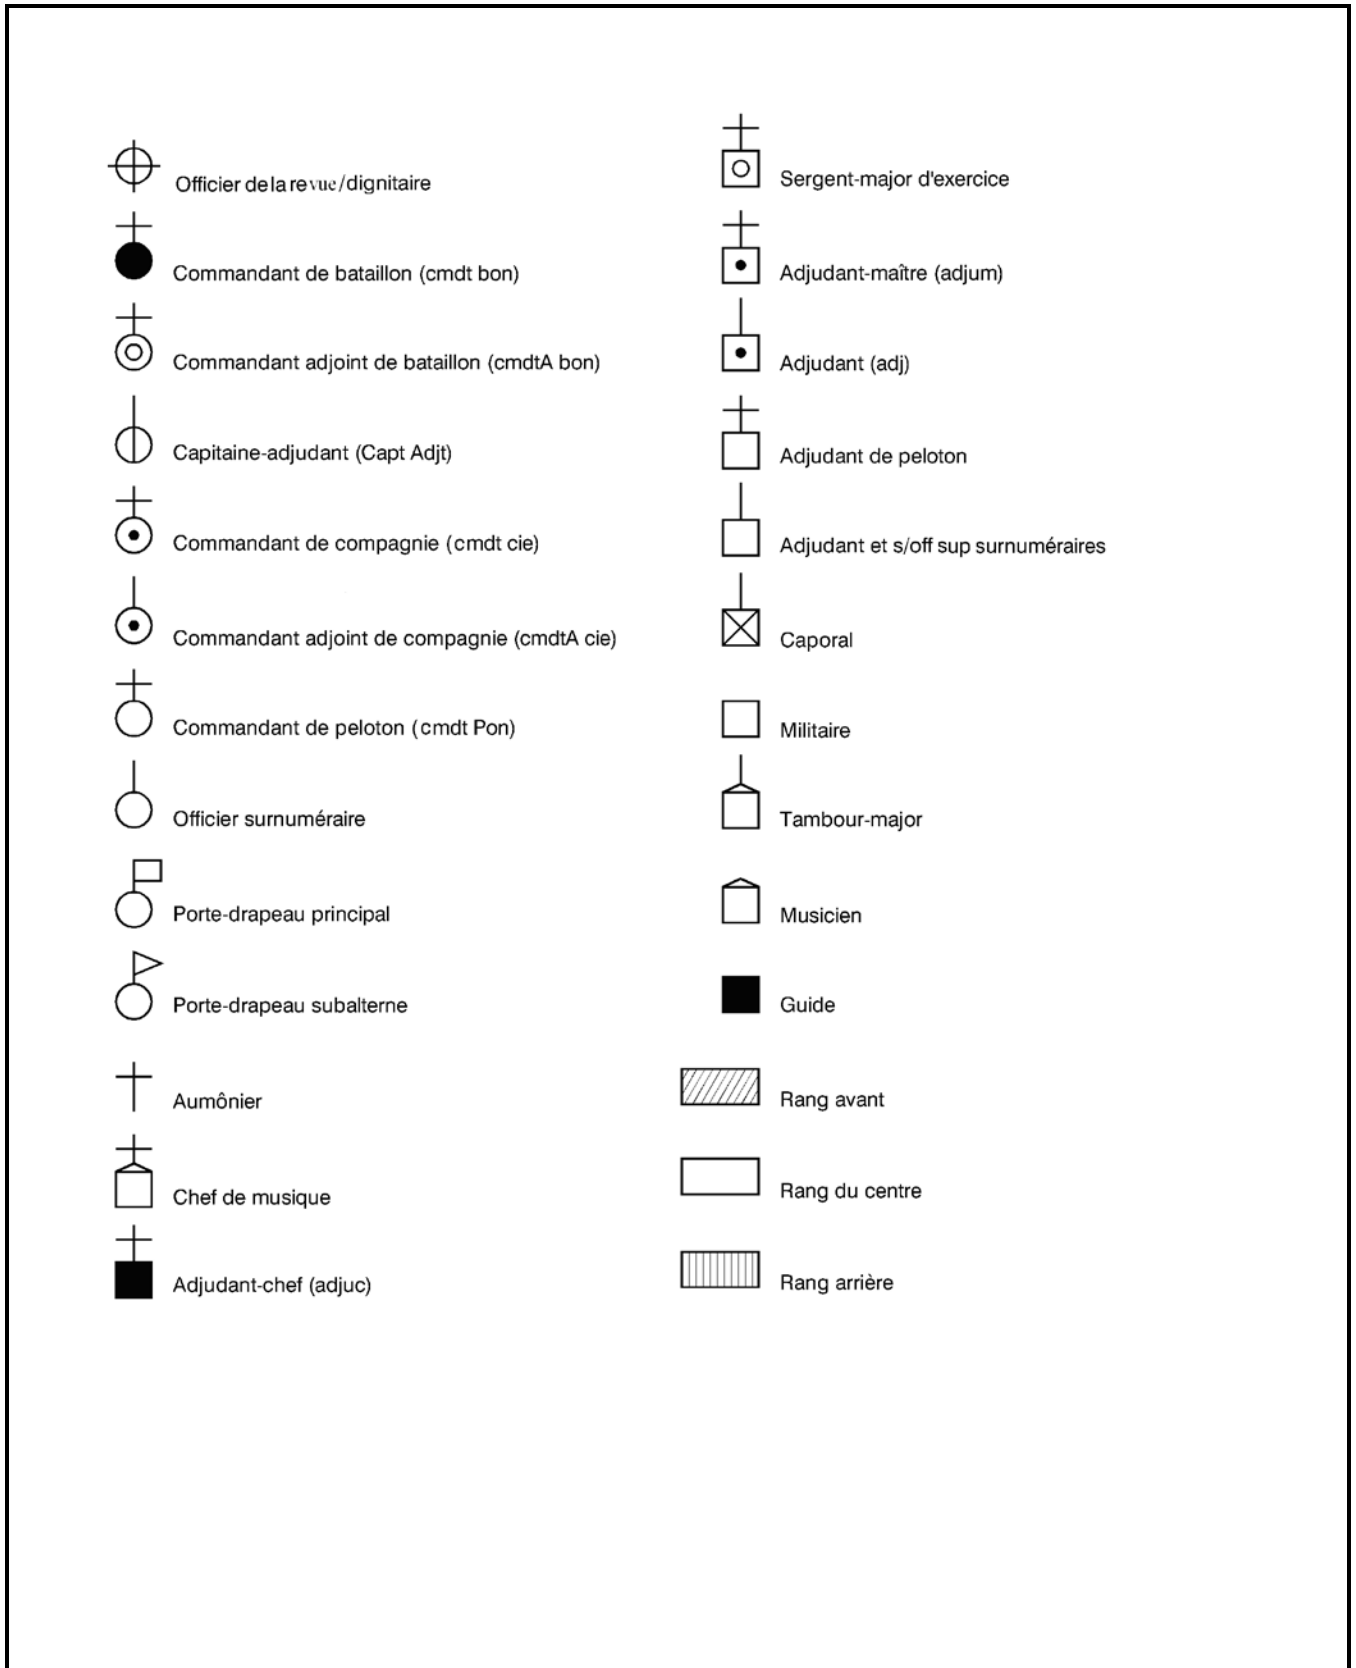 Officier de la revue/dignitaire
Commandant de bataillon (cmdt bon)
Commandant adjoint de bataillon (cmdtA bon)
Capitaine-adjudant (Capt Adjt)
Commandant de compagnie (cmdt cie)
Commandant adjoint de compagnie (cmdtA cie)
Commandant de peloton (cmdt Pon)
Officier surnuméraire
Porte-drapeau principal
Porte-drapeau subalterne
Aumônier
Chef de musique
Adjudant-chef (adjuc)
Sergent-major d'exercice
Adjudant-maître (adjum)
Adjudant (adj)
Adjudant de peloton
Adjudant et s/off sup surnuméraires
Caporal
Militaire
Tambour-major
Musicien
Guide
Rang avant
Rang du centre
Rang arrière